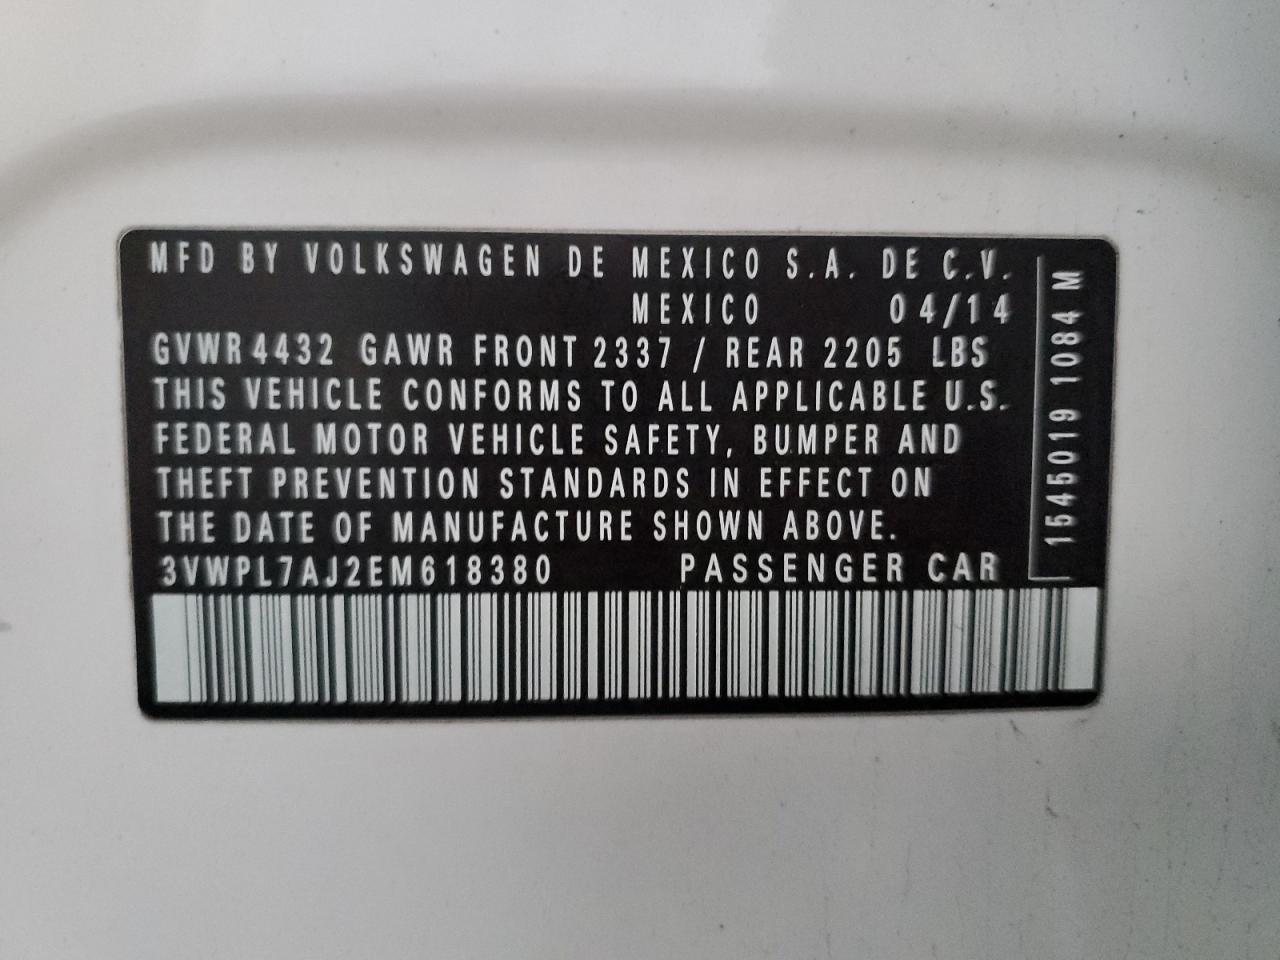 MFD BY VOLKSWAGEN DE MEXICO S.A. DE C.V.
MEXICO 04/14
GVWR 4432 GAWR FRONT 2337 / REAR 2205 LBS
THIS VEHICLE CONFORMS TO ALL APPLICABLE U.S.
FEDERAL MOTOR VEHICLE SAFETY, BUMPER AND
THEFT PREVENTION STANDARDS IN EFFECT ON
THE DATE OF MANUFACTURE SHOWN ABOVE.
3VWPL7AJ2EM618380 PASSENGER CAR
1545019 1084 M